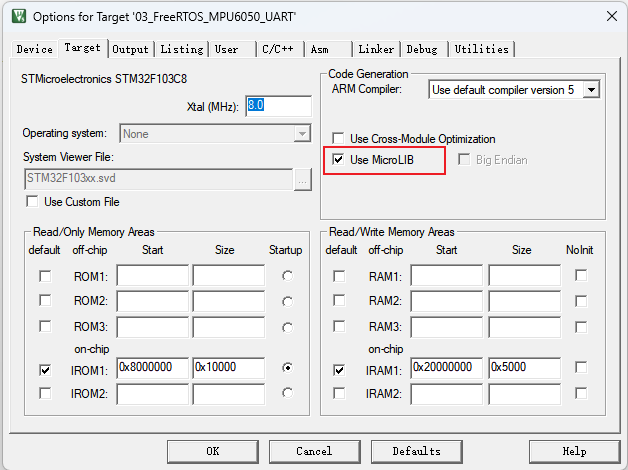 Options for Target '03_FreeRTOS_MPU6050_UART'
Device Target Output Listing User C/C++ Asm Linker Debug Utilities
STMicroelectronics STM32F103C8
Xtal (MHz): 8.0
Operating system: None
System Viewer File:
STM32F103xx.svd ...
Use Custom File
Code Generation
ARM Compiler: Use default compiler version 5
Use Cross-Module Optimization
Use MicroLIB Big Endian
Read/Only Memory Areas
default off-chip Start Size Startup
ROM1:
ROM2:
ROM3:
on-chip
IROM1: 0x8000000 0x10000
IROM2:
Read/Write Memory Areas
default off-chip Start Size NoInit
RAM1:
RAM2:
RAM3:
on-chip
IRAM1: 0x20000000 0x5000
IRAM2:
OK Cancel Defaults Help